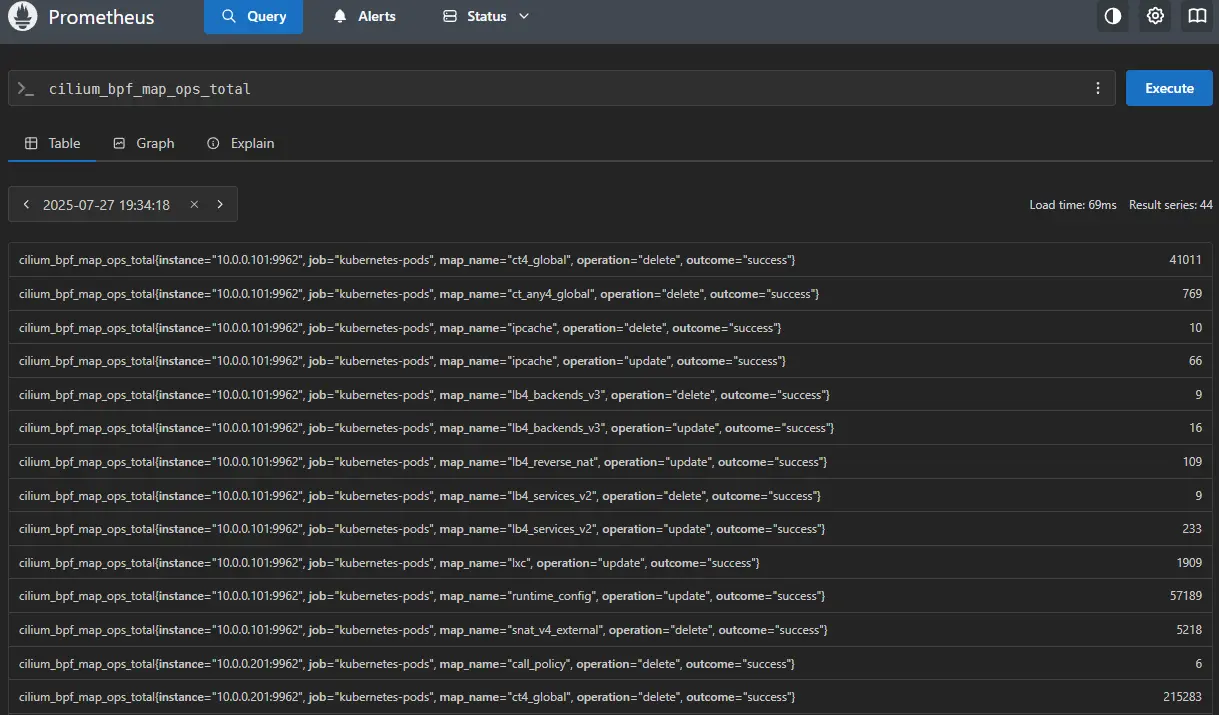 Prometheus Query Alerts Status
>_ cilium_bpf_map_ops_total Execute
Table Graph Explain
2025-07-27 19:34:18 Load time: 69ms Result series: 44
cilium_bpf_map_ops_total{instance="10.0.0.101:9962", job="kubernetes-pods", map_name="ct4_global", operation="delete", outcome="success"} 41011
cilium_bpf_map_ops_total{instance="10.0.0.101:9962", job="kubernetes-pods", map_name="ct_any4_global", operation="delete", outcome="success"} 769
cilium_bpf_map_ops_total{instance="10.0.0.101:9962", job="kubernetes-pods", map_name="ipcache", operation="delete", outcome="success"} 10
cilium_bpf_map_ops_total{instance="10.0.0.101:9962", job="kubernetes-pods", map_name="ipcache", operation="update", outcome="success"} 66
cilium_bpf_map_ops_total{instance="10.0.0.101:9962", job="kubernetes-pods", map_name="lb4_backends_v3", operation="delete", outcome="success"} 9
cilium_bpf_map_ops_total{instance="10.0.0.101:9962", job="kubernetes-pods", map_name="lb4_backends_v3", operation="update", outcome="success"} 16
cilium_bpf_map_ops_total{instance="10.0.0.101:9962", job="kubernetes-pods", map_name="lb4_reverse_nat", operation="update", outcome="success"} 109
cilium_bpf_map_ops_total{instance="10.0.0.101:9962", job="kubernetes-pods", map_name="lb4_services_v2", operation="delete", outcome="success"} 9
cilium_bpf_map_ops_total{instance="10.0.0.101:9962", job="kubernetes-pods", map_name="lb4_services_v2", operation="update", outcome="success"} 233
cilium_bpf_map_ops_total{instance="10.0.0.101:9962", job="kubernetes-pods", map_name="lxc", operation="update", outcome="success"} 1909
cilium_bpf_map_ops_total{instance="10.0.0.101:9962", job="kubernetes-pods", map_name="runtime_config", operation="update", outcome="success"} 57189
cilium_bpf_map_ops_total{instance="10.0.0.101:9962", job="kubernetes-pods", map_name="snat_v4_external", operation="delete", outcome="success"} 5218
cilium_bpf_map_ops_total{instance="10.0.0.201:9962", job="kubernetes-pods", map_name="call_policy", operation="delete", outcome="success"} 6
cilium_bpf_map_ops_total{instance="10.0.0.201:9962", job="kubernetes-pods", map_name="ct4_global", operation="delete", outcome="success"} 215283